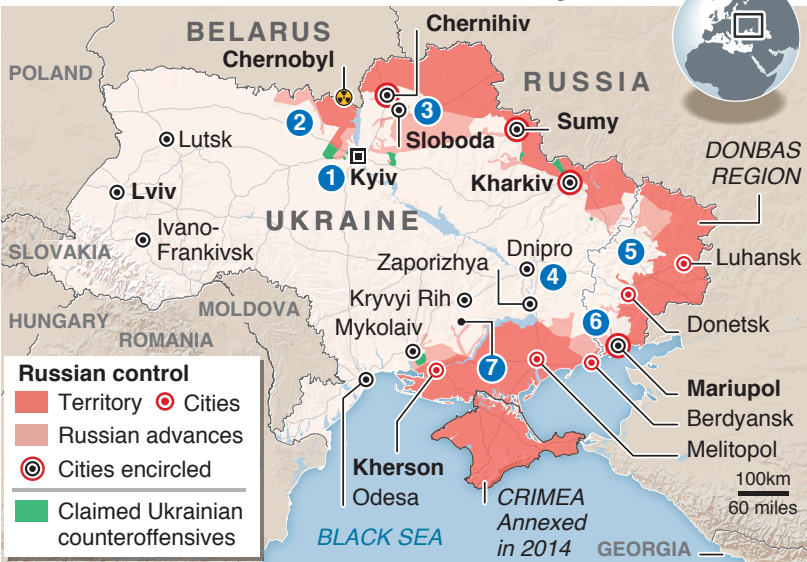 BELARUS
Chernihiv
Chernobyl
POLAND
RUSSIA
2
3
Sumy
Lutsk
Sloboda
DONBAS
REGION
1
Kyiv
Kharkiv
Lviv
UKRAINE
Ivano-
Frankivsk
SLOVAKIA
Dnipro
5
Luhansk
Zaporizhya
4
Kryvyi Rih
MOLDOVA
HUNGARY
ROMANIA
Mykolaiv
6
Donetsk
7
Russian control
Territory
Cities
Russian advances
Cities encircled
Claimed Ukrainian
counteroffensives
Mariupol
Berdyansk
Melitopol
Kherson
Odesa
BLACK SEA
CRIMEA
Annexed
in 2014
100km
60 miles
GEORGIA